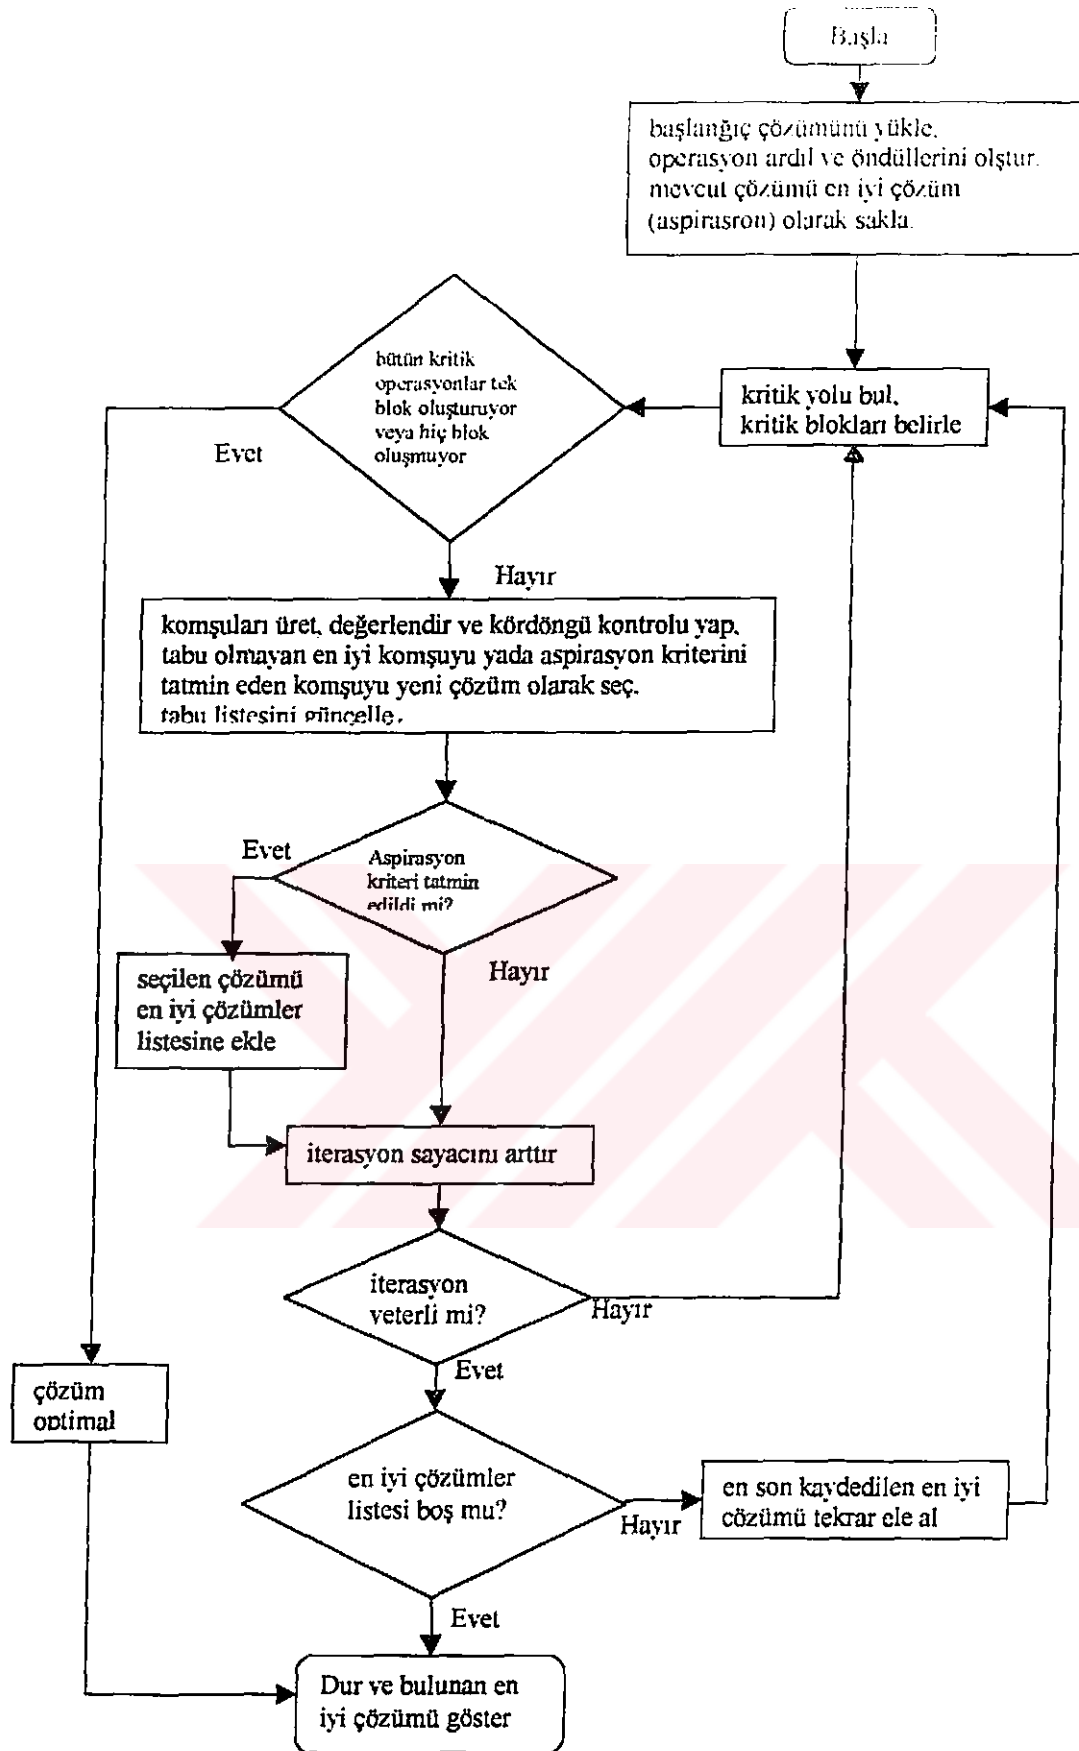 Başla
başlanğıç çözümünü yükle.
operasyon ardıl ve öndüllerini olştur.
mevcut çözümü en iyi çözüm
(aspirasron) olarak sakla.
bütün kritik
operasyonlar tek
blok oluşturuyor
veya hiç blok
oluşmuyor
kritik yolu bul,
kritik blokları belirle
Evet
Hayır
komşuları üret, değerlendir ve kördöngü kontrolu yap.
tabu olmayan en iyi komşuyu yada aspirasyon kriterini
tatmin eden komşuyu yeni çözüm olarak seç.
tabu listesini güncelle.
Evet
Aspirasyon
kriteri tatmin
edildi mi?
Hayır
seçilen çözümü
en iyi çözümler
listesine ekle
iterasyon sayacını arttır
iterasyon
yeterli mi?
Hayır
Evet
çözüm
optimal
en iyi çözümler
listesi boş mu?
Hayır
en son kaydedilen en iyi
çözümü tekrar ele al
Evet
Dur ve bulunan en
iyi çözümü göster